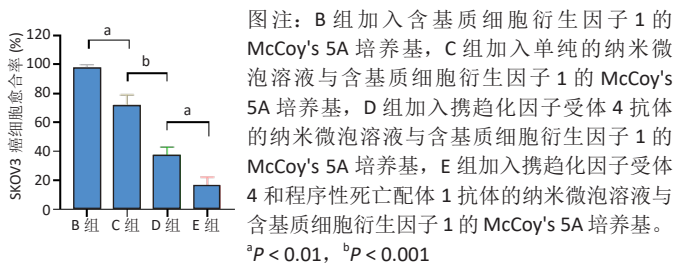 SKOV3 癌细胞愈合率 (%)
120
100
80
60
40
20
0
a
b
a
B 组
C 组
D 组
E 组
图注：B 组加入含基质细胞衍生因子 1 的
McCoy's 5A 培养基，C 组加入单纯的纳米微
泡溶液与含基质细胞衍生因子 1 的 McCoy's
5A 培养基，D 组加入携趋化因子受体 4 抗体
的纳米微泡溶液与含基质细胞衍生因子 1 的
McCoy's 5A 培养基，E 组加入携趋化因子受体
4 和程序性死亡配体 1 抗体的纳米微泡溶液与
含基质细胞衍生因子 1 的 McCoy's 5A 培养基。
ᵃP < 0.01，ᵇP < 0.001